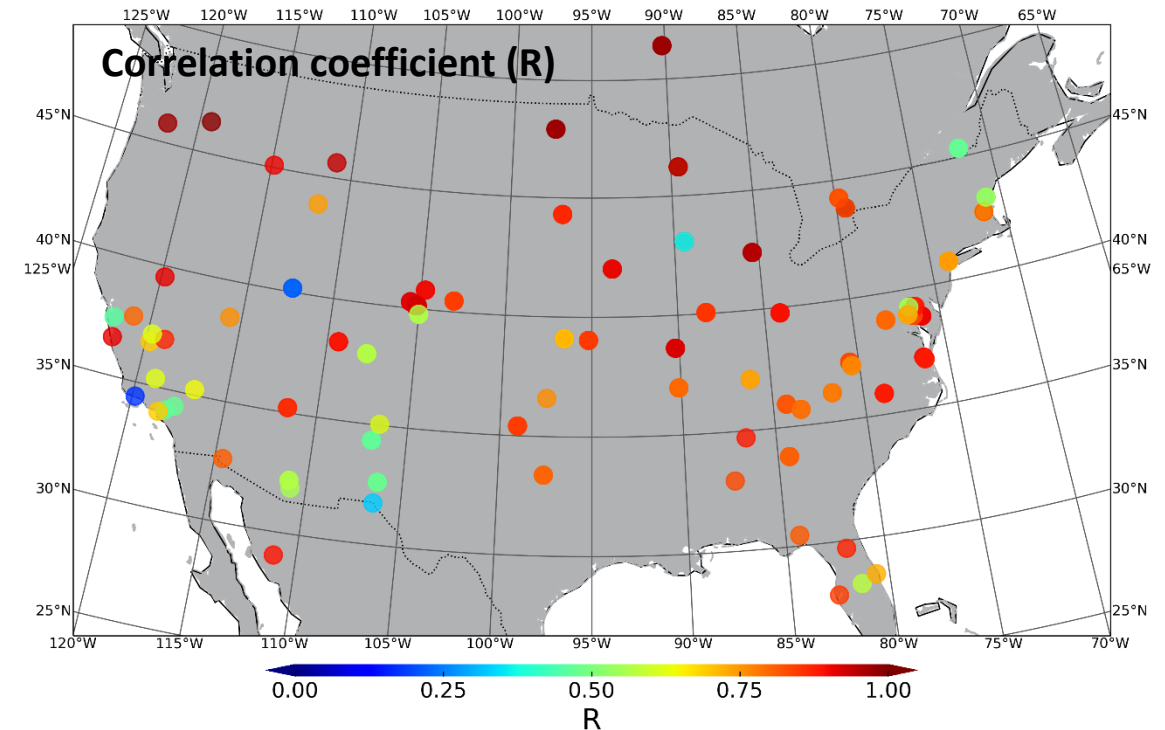 125°W 120°W 115°W 110°W 105°W 100°W 95°W 90°W 85°W 80°W 75°W 70°W 65°W
Correlation coefficient (R)
45°N 45°N
40°N 40°N
125°W 65°W
35°N 35°N
30°N 30°N
25°N 25°N
120°W 115°W 110°W 105°W 100°W 95°W 90°W 85°W 80°W 75°W 70°W
0.00 0.25 0.50 0.75 1.00
R